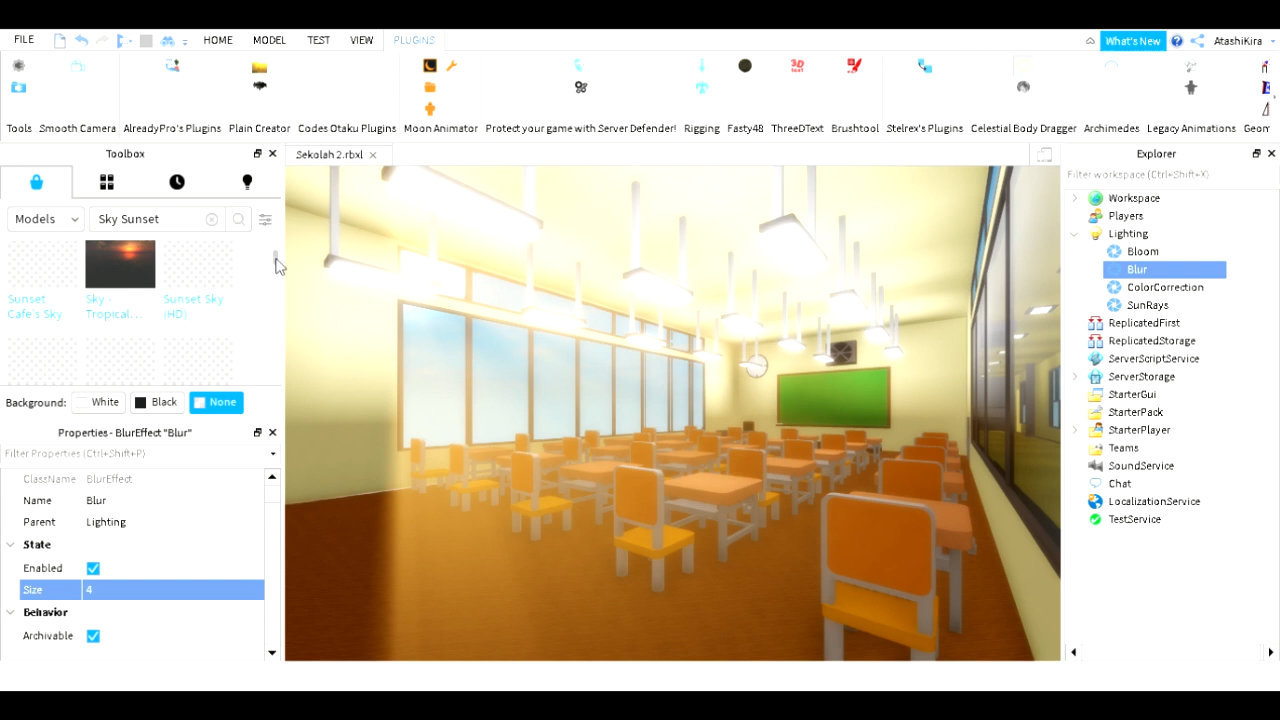 FILE HOME MODEL TEST VIEW PLUGINS What's New AtashiKira
3D text
Tools Smooth Camera AlreadyPro's Plugins Plain Creator Codes Otaku Plugins Moon Animator Protect your game with Server Defender! Rigging Fasty48 ThreeDText Brushtool Stelrex's Plugins Celestial Body Dragger Archimedes Legacy Animations Geom
Toolbox
Sekolah 2.rbxl
Explorer
Filter workspace (Ctrl+Shift+X)
Models Sky Sunset
Sunset Cafe's Sky
Sky - Tropical...
Sunset Sky (HD)
Background: White Black None
Properties - BlurEffect "Blur"
Filter Properties (Ctrl+Shift+P)
ClassName BlurEffect
Name Blur
Parent Lighting
State
Enabled
Size 4
Behavior
Archivable
Workspace
Players
Lighting
Bloom
Blur
ColorCorrection
SunRays
ReplicatedFirst
ReplicatedStorage
ServerScriptService
ServerStorage
StarterGui
StarterPack
StarterPlayer
Teams
SoundService
Chat
LocalizationService
TestService